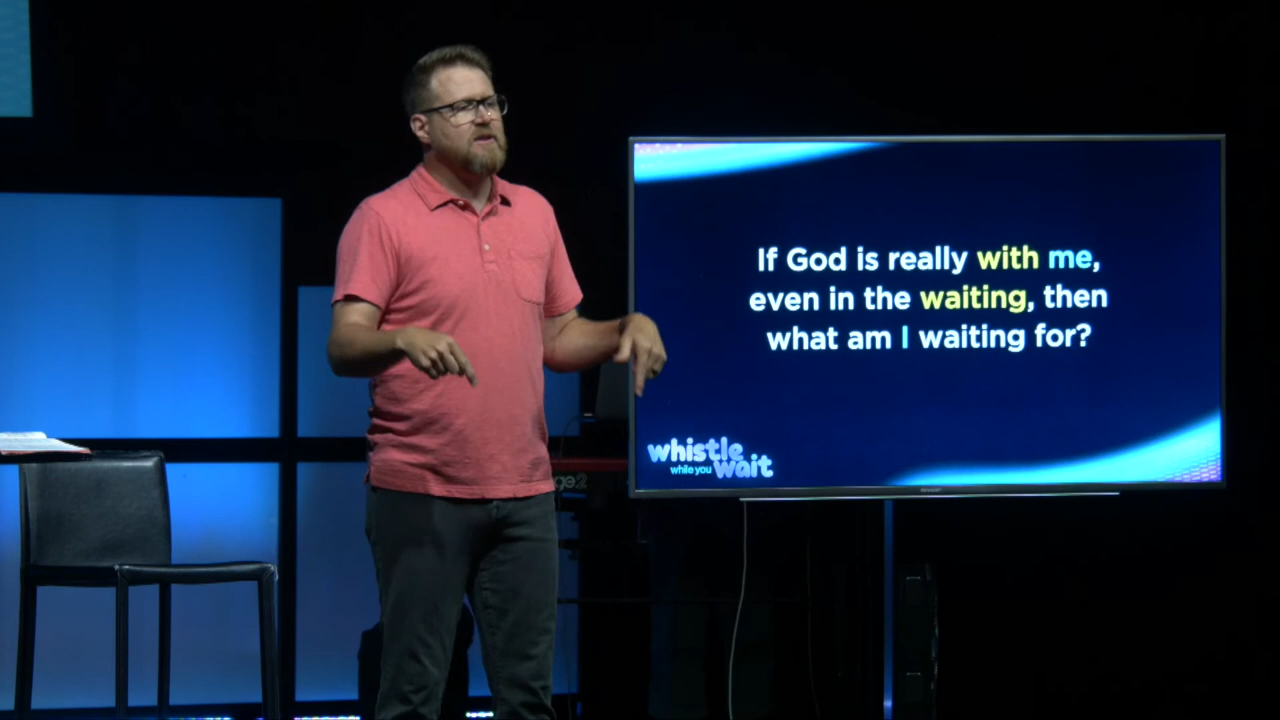 If God is really with me,
even in the waiting, then
what am I waiting for?
whistle
while you wait
ge2